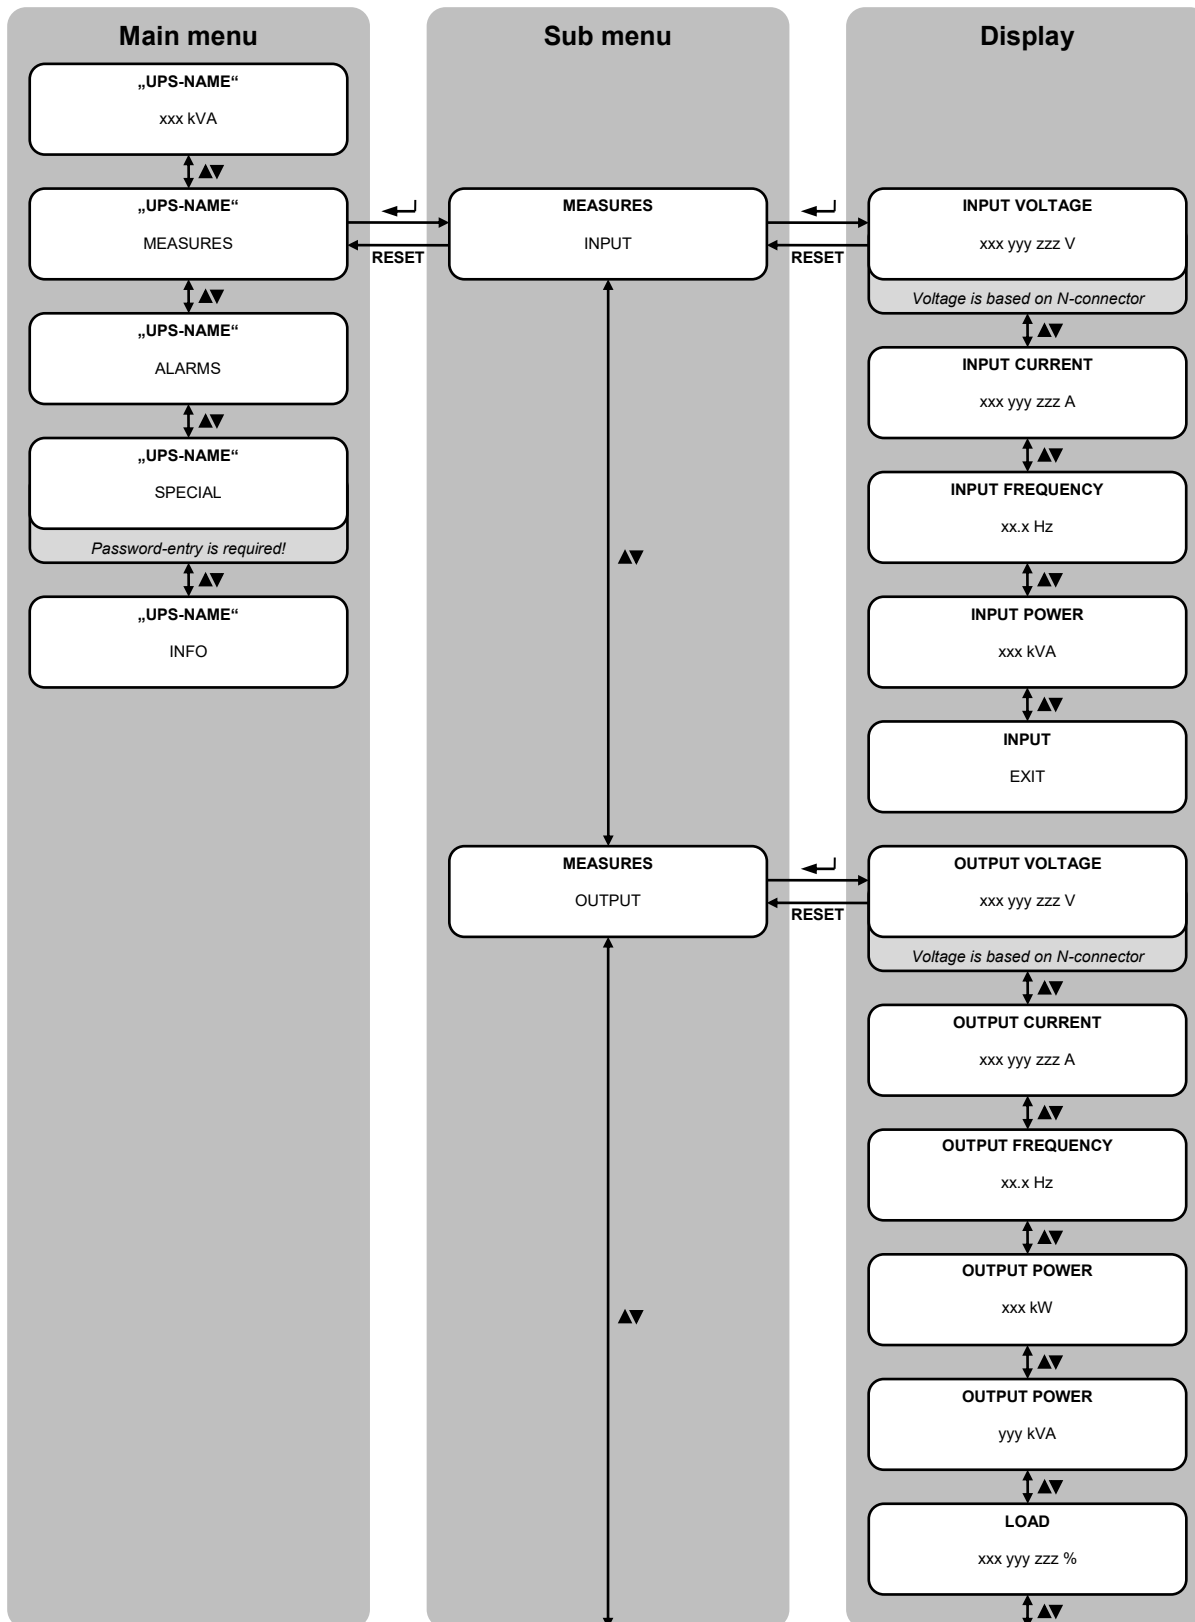 Main menu
Sub menu
Display
„UPS-NAME“
xxx kVA
▲▼
„UPS-NAME“
MEASURES
▲▼
„UPS-NAME“
ALARMS
▲▼
„UPS-NAME“
SPECIAL
Password-entry is required!
▲▼
„UPS-NAME“
INFO
RESET
MEASURES
INPUT
▲▼
MEASURES
OUTPUT
▲▼
RESET
INPUT VOLTAGE
xxx yyy zzz V
Voltage is based on N-connector
▲▼
INPUT CURRENT
xxx yyy zzz A
▲▼
INPUT FREQUENCY
xx.x Hz
▲▼
INPUT POWER
xxx kVA
▲▼
INPUT
EXIT
RESET
OUTPUT VOLTAGE
xxx yyy zzz V
Voltage is based on N-connector
▲▼
OUTPUT CURRENT
xxx yyy zzz A
▲▼
OUTPUT FREQUENCY
xx.x Hz
▲▼
OUTPUT POWER
xxx kW
▲▼
OUTPUT POWER
yyy kVA
▲▼
LOAD
xxx yyy zzz %
▲▼